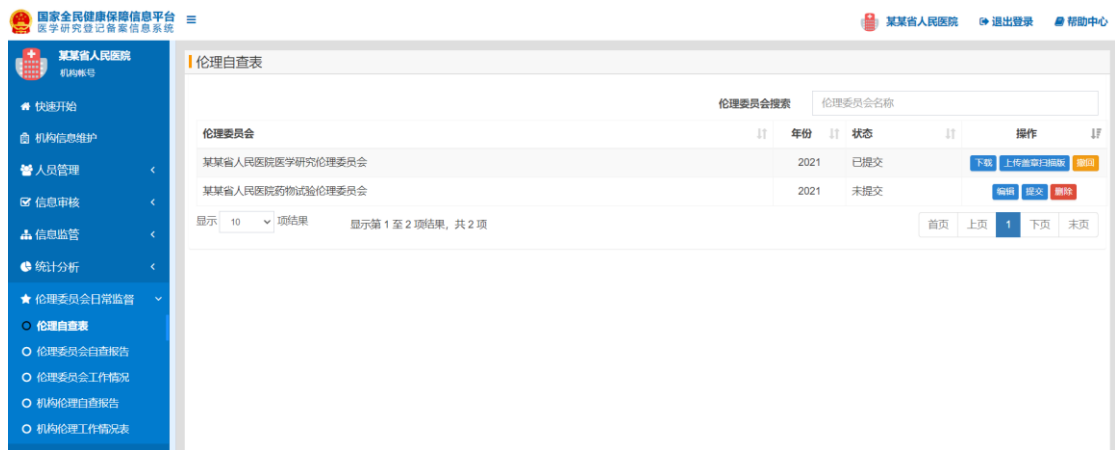 国家全民健康保障信息平台
医学研究登记备案信息系统
某某省人民医院
退出登录
帮助中心
某某省人民医院
机构帐号
快速开始
机构信息维护
人员管理
信息审核
信息监管
统计分析
伦理委员会日常监督
伦理自查表
伦理委员会自查报告
伦理委员会工作情况
机构伦理自查报告
机构伦理工作情况表
伦理自查表
伦理委员会搜索 伦理委员会名称
伦理委员会 年份 状态 操作
某某省人民医院医学研究伦理委员会 2021 已提交 下载 上传盖章扫描版 撤回
某某省人民医院药物试验伦理委员会 2021 未提交 编辑 提交 删除
显示 10 项结果 显示第 1 至 2 项结果，共 2 项 首页 上页 1 下页 末页